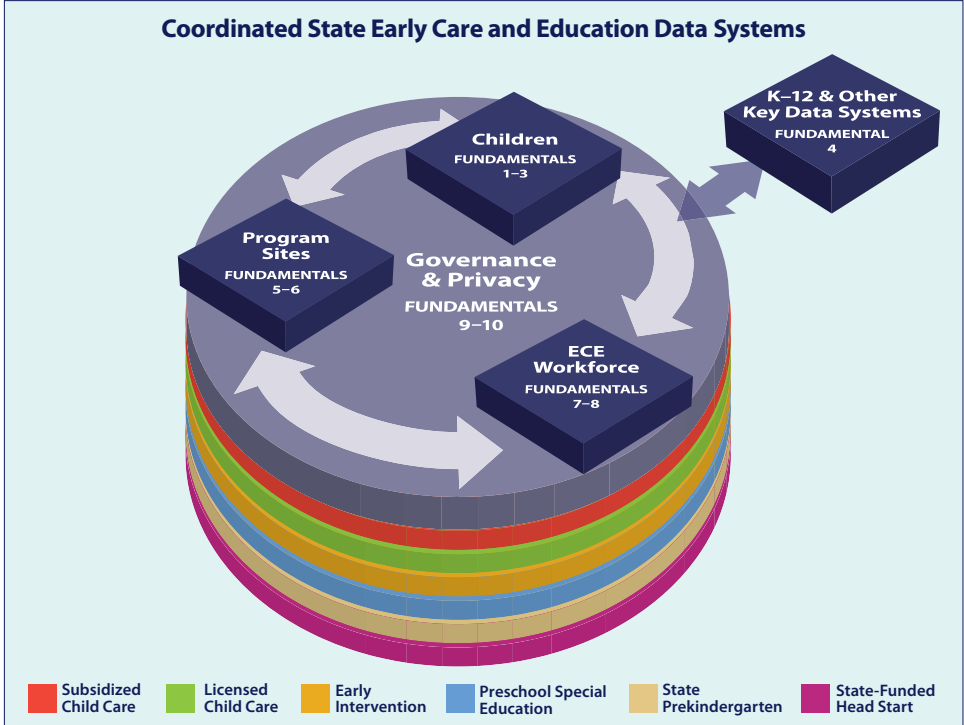 Coordinated State Early Care and Education Data Systems
K–12 & Other
Key Data Systems
FUNDAMENTAL
4
Children
FUNDAMENTALS
1–3
Program
Sites
FUNDAMENTALS
5–6
Governance
& Privacy
FUNDAMENTALS
9–10
ECE
Workforce
FUNDAMENTALS
7–8
Subsidized
Child Care
Licensed
Child Care
Early
Intervention
Preschool Special
Education
State
Prekindergarten
State-Funded
Head Start